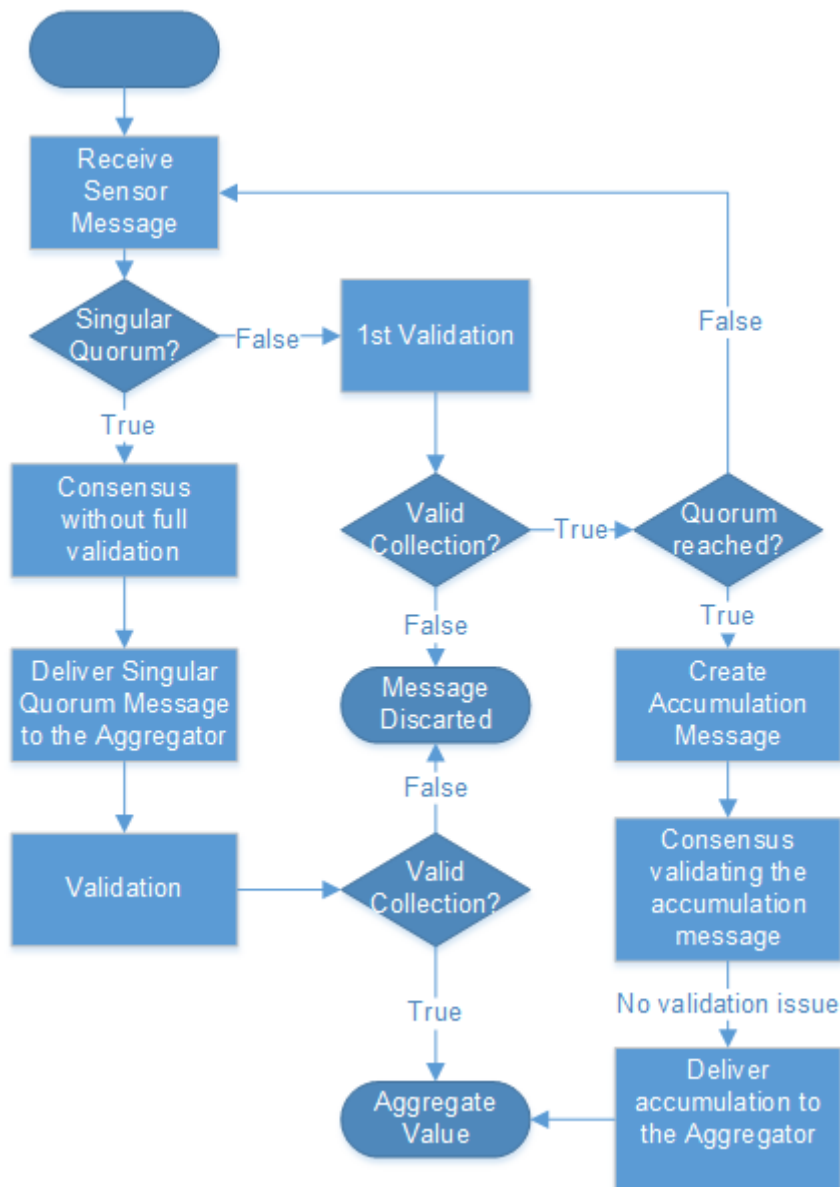 Receive
Sensor
Message
Singular
Quorum?
False
1st Validation
False
True
Consensus
without full
validation
Valid
Collection?
True
Quorum
reached?
False
True
Deliver Singular
Quorum Message
to the Aggregator
Message
Discarted
Create
Accumulation
Message
False
Validation
Valid
Collection?
Consensus
validating the
accumulation
message
True
No validation issue
Aggregate
Value
Deliver
accumulation to
the Aggregator